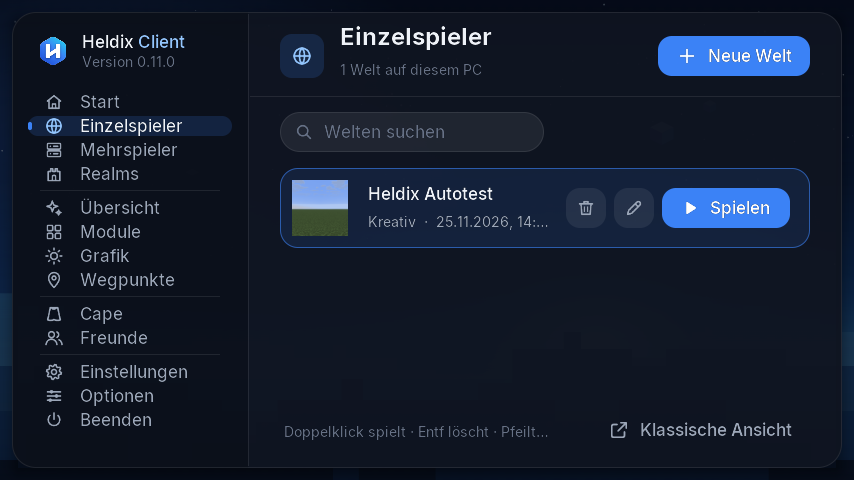 Heldix Client
Version 0.11.0
Start
Einzelspieler
Mehrspieler
Realms
Übersicht
Module
Grafik
Wegpunkte
Cape
Freunde
Einstellungen
Optionen
Beenden
Einzelspieler
1 Welt auf diesem PC
Neue Welt
Welten suchen
Heldix Autotest
Kreativ · 25.11.2026, 14:...
Spielen
Doppelklick spielt · Entf löscht · Pfeilt...
Klassische Ansicht